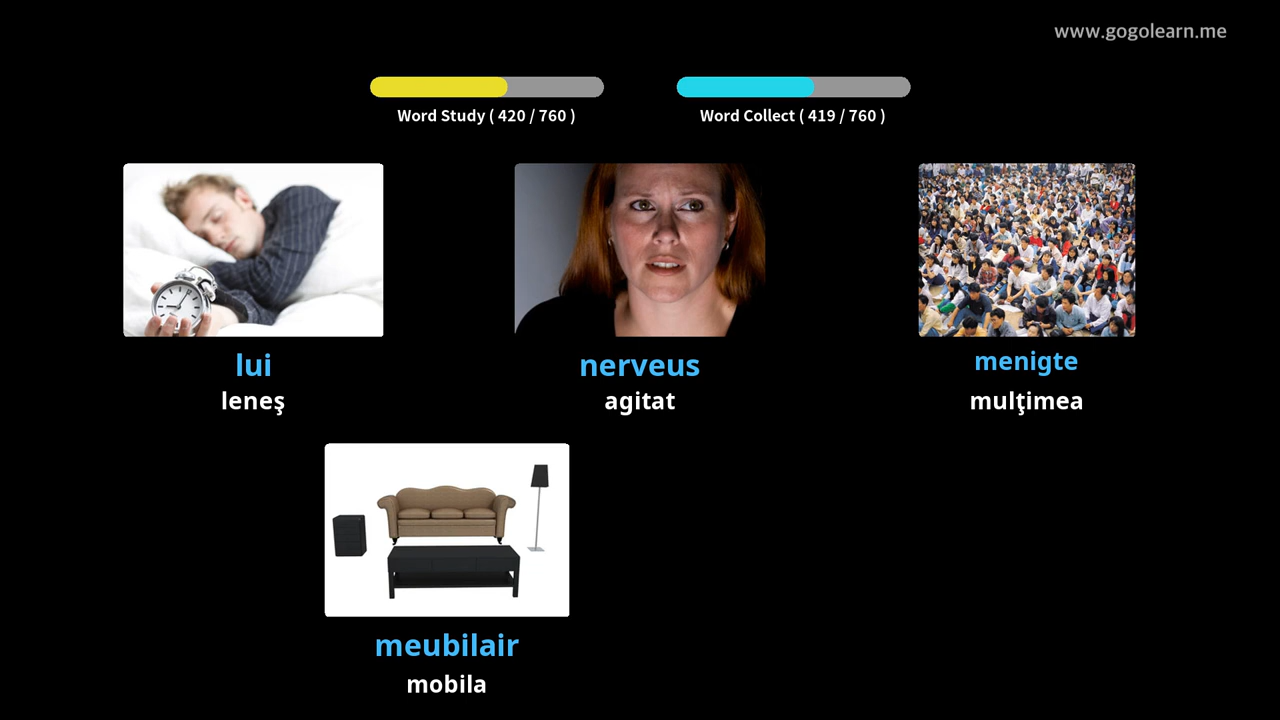 www.gogolearn.me
Word Study ( 420 / 760 )
Word Collect ( 419 / 760 )
lui
leneş
nerveus
agitat
menigte
mulţimea
meubilair
mobila